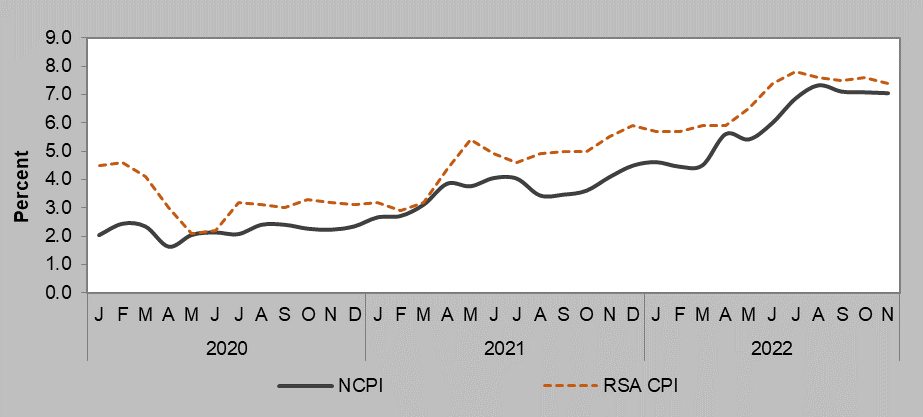 9.0
8.0
7.0
6.0
5.0
4.0
3.0
2.0
1.0
0.0
Percent
J F M A M J J A S O N D J F M A M J J A S O N D J F M A M J J A S O N
2020 2021 2022
NCPI RSA CPI